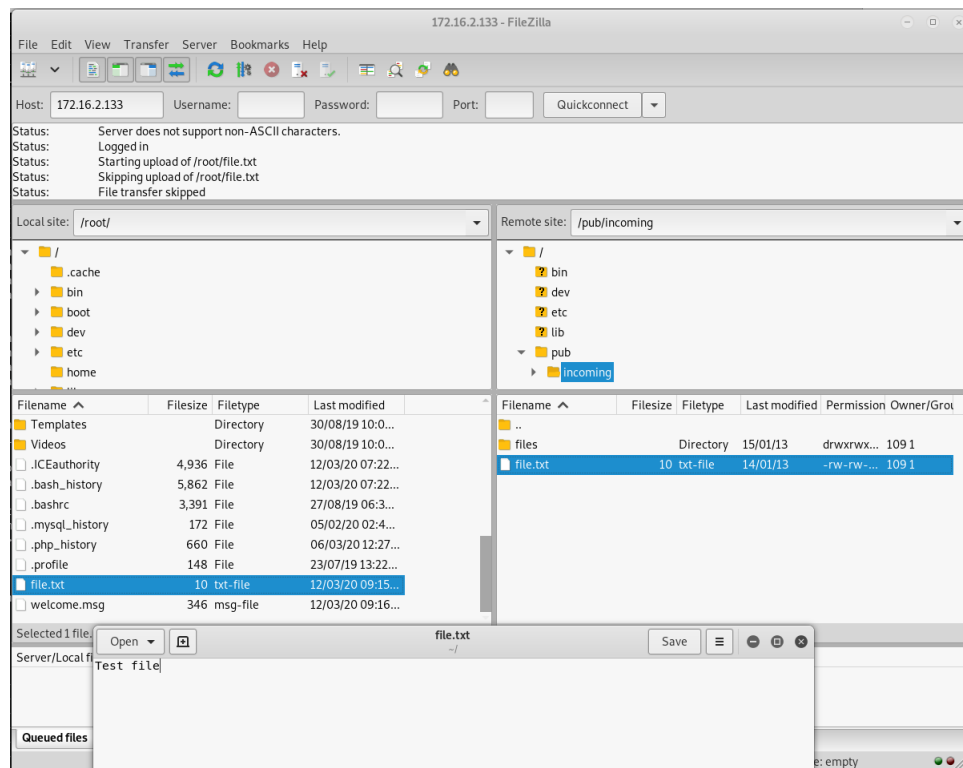 172.16.2.133 - FileZilla
File Edit View Transfer Server Bookmarks Help
Host: 172.16.2.133 Username: Password: Port: Quickconnect
Status: Server does not support non-ASCII characters.
Status: Logged in
Status: Starting upload of /root/file.txt
Status: Skipping upload of /root/file.txt
Status: File transfer skipped
Local site: /root/
/
.cache
bin
boot
dev
etc
home
Remote site: /pub/incoming
/
bin
dev
etc
lib
pub
incoming
Filename Filesize Filetype Last modified
Templates Directory 30/08/19 10:0...
Videos Directory 30/08/19 10:0...
.ICEauthority 4,936 File 12/03/20 07:22...
.bash_history 5,862 File 12/03/20 07:22...
.bashrc 3,391 File 27/08/19 06:3...
.mysql_history 172 File 05/02/20 02:4...
.php_history 660 File 06/03/20 12:27...
.profile 148 File 23/07/19 13:22...
file.txt 10 txt-file 12/03/20 09:15...
welcome.msg 346 msg-file 12/03/20 09:16...
Selected 1 file.
Filename Filesize Filetype Last modified Permission Owner/Grou
..
files Directory 15/01/13 drwxrwx... 109 1
file.txt 10 txt-file 14/01/13 -rw-rw-... 109 1
Server/Local fi
Open file.txt Save
~/
Test file
Queued files
e: empty